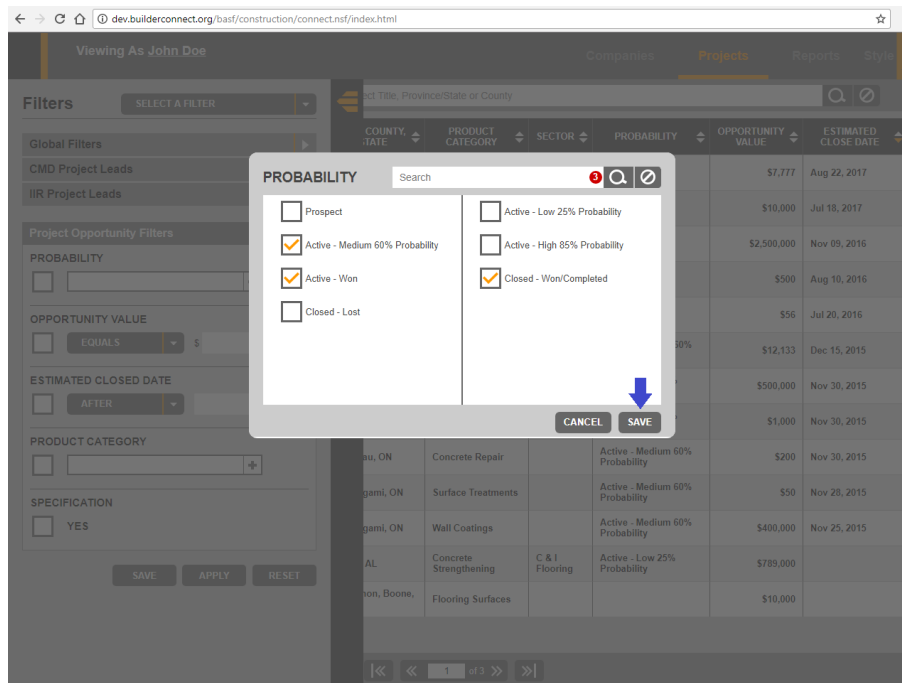 dev.builderconnect.org/basf/construction/connect.nsf/index.html
Viewing As John Doe
Companies
Projects
Reports
Style
Filters
SELECT A FILTER
ect Title, Province/State or County
Global Filters
CMD Project Leads
IIR Project Leads
Project Opportunity Filters
PROBABILITY
OPPORTUNITY VALUE
EQUALS
$
ESTIMATED CLOSED DATE
AFTER
PRODUCT CATEGORY
SPECIFICATION
YES
SAVE
APPLY
RESET
PROBABILITY
Search
3
Prospect
Active - Low 25% Probability
Active - Medium 60% Probability
Active - High 85% Probability
Active - Won
Closed - Won/Completed
Closed - Lost
CANCEL
SAVE
COUNTY,
STATE
PRODUCT
CATEGORY
SECTOR
PROBABILITY
OPPORTUNITY
VALUE
ESTIMATED
CLOSE DATE
$7,777 Aug 22, 2017
$10,000 Jul 18, 2017
$2,500,000 Nov 09, 2016
$500 Aug 10, 2016
$56 Jul 20, 2016
60%
$12,133 Dec 15, 2015
$500,000 Nov 30, 2015
$1,000 Nov 30, 2015
au, ON Concrete Repair Active - Medium 60%
Probability
$200 Nov 30, 2015
gami, ON Surface Treatments Active - Medium 60%
Probability
$50 Nov 28, 2015
gami, ON Wall Coatings Active - Medium 60%
Probability
$400,000 Nov 25, 2015
AL Concrete
Strengthening
C & I
Flooring
Active - Low 25%
Probability
$789,000
non, Boone, Flooring Surfaces $10,000
1 of 3